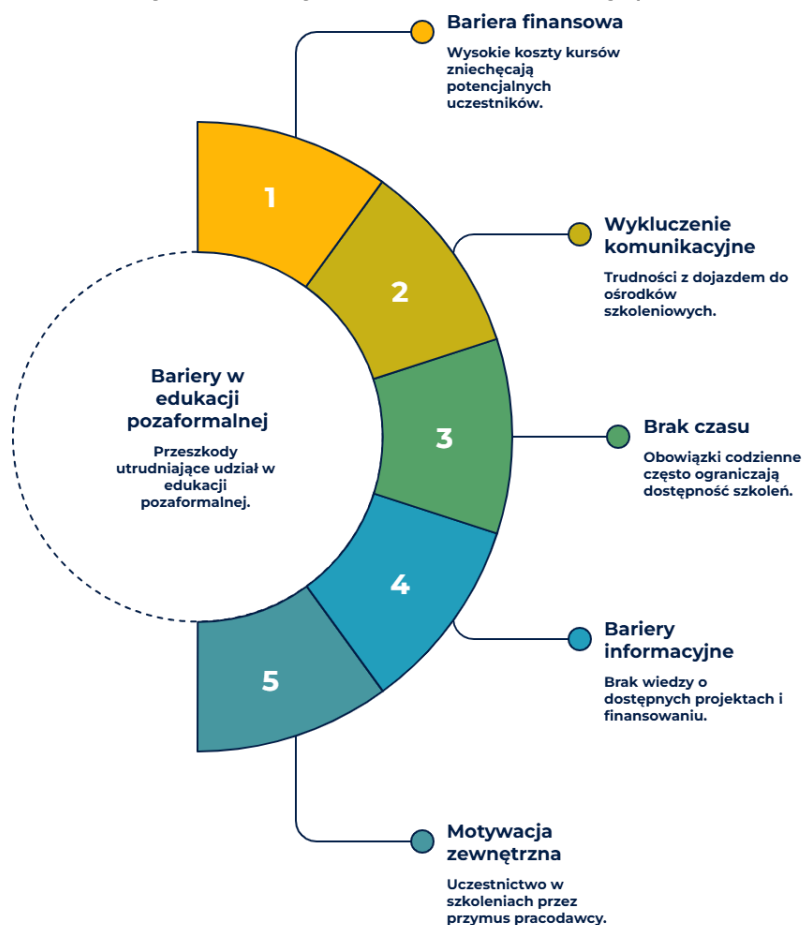 Bariera finansowa
Wysokie koszty kursów
zniechęcają
potencjalnych
uczestników.
1
Wykluczenie
komunikacyjne
Trudności z dojazdem do
ośrodków
szkoleniowych.
2
Bariery w
edukacji
pozaformalnej
Przeszkody
utrudniające udział w
edukacji
pozaformalnej.
3
Brak czasu
Obowiązki codzienne
często ograniczają
dostępność szkoleń.
4
Bariery
informacyjne
Brak wiedzy o
dostępnych projektach i
finansowaniu.
5
Motywacja
zewnętrzna
Uczestnictwo w
szkoleniach przez
przymus pracodawcy.